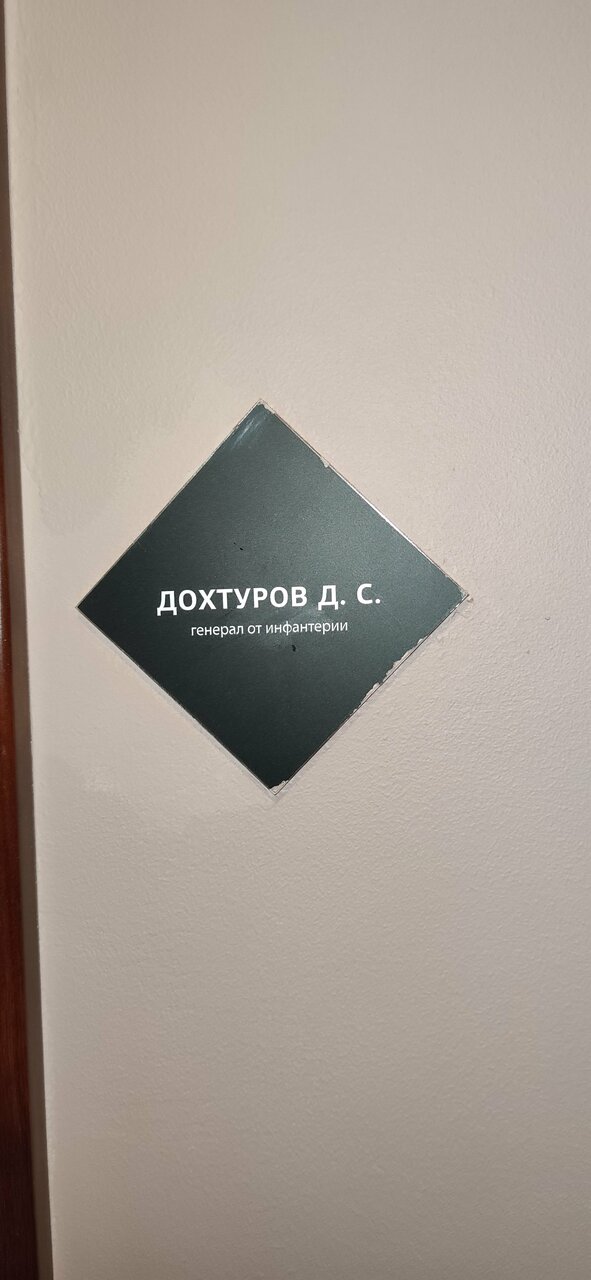 ДОХТУРОВ Д. С.
генерал от инфантерии